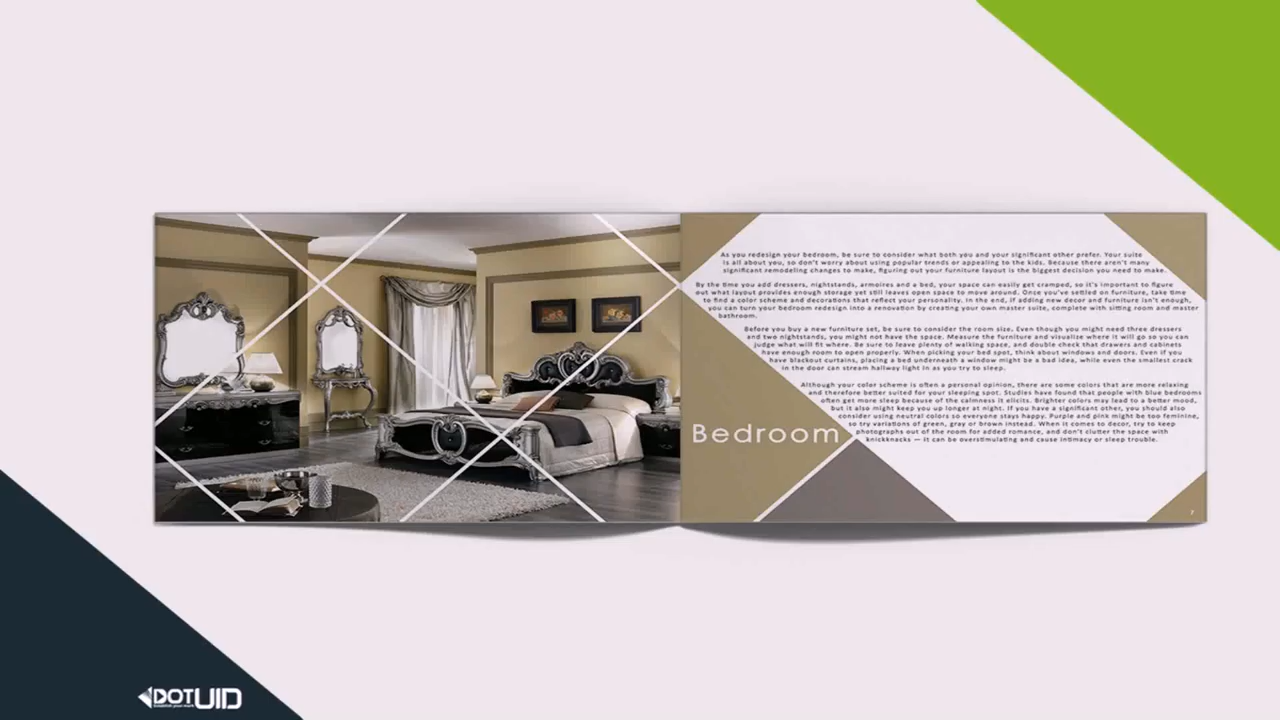 As you redesign your bedroom, be sure to consider what both you and your significant other prefer. Your suite
is all about you, so don't worry about using popular trends or appealing to the kids. Because there aren't many
significant remodeling changes to make, figuring out your furniture layout is the biggest decision you need to make.
By the time you add dressers, nightstands, armoires and a bed, your space can easily get cramped, so it's important to figure
out what layout provides enough storage yet still leaves open space to move around. Once you've settled on furniture, take time
to find a color scheme and decorations that reflect your personality. In the end, if adding new decor and furniture isn't enough,
you can turn your bedroom redesign into a renovation by creating your own master suite, complete with sitting room and master
bathroom.
Before you buy a new furniture set, be sure to consider the room size. Even though you might need three dressers
and two nightstands, you might not have the space. Measure the furniture and visualize where it will go so you can
judge what will fit where. Be sure to leave plenty of walking space, and double check that drawers and cabinets
have enough room to open properly. When picking your bed spot, think about windows and doors. Even if you
have blackout curtains, placing a bed underneath a window might be a bad idea, while even the smallest crack
in the door can stream hallway light in as you try to sleep.
Although your color scheme is often a personal opinion, there are some colors that are more relaxing
and therefore better suited for your sleeping spot. Studies have found that people with blue bedrooms
often get more sleep because of the calmness it elicits. Brighter colors may lead to a better mood,
but it also might keep you up longer at night. If you have a significant other, you should also
consider using neutral colors so everyone stays happy. Purple and pink might be too feminine,
so try variations of green, gray or brown instead. When it comes to decor, try to keep
photographs out of the room for added romance, and don't clutter the space with
knickknacks — it can be overstimulating and cause intimacy or sleep trouble.
Bedroom
7
DOTUID